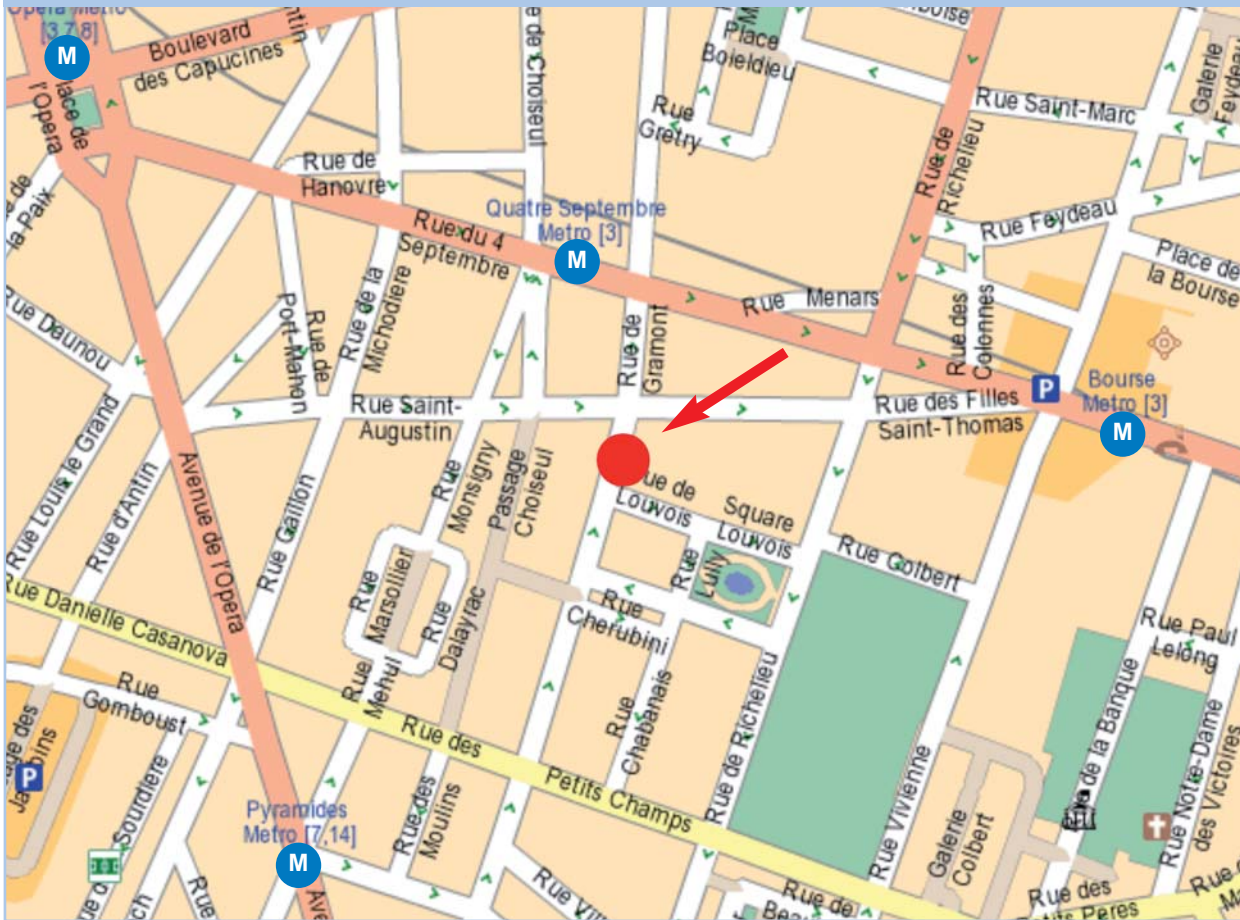 Opera Metro
[3,7,8]
M
Place de
l'Opera
Boulevard
des Capucines
Rue de
Hanovre
e de Choiseul
Place
Boieldieu
Rue
Gretry
Rue Saint-Marc
Galerie
Feydeau
Rue de
Richelieu
Rue Feydeau
Place de
la Bourse
la Paix
Quatre Septembre
Metro [3]
M
Rue du 4
Septembre
Rue Menars
Rue des
Colonnes
Rue Daunou
Rue de
Port-Mahon
Rue de la
Michodiere
Rue de
Gramont
P
Bourse
Metro [3]
M
Rue Saint-
Augustin
Rue des Filles
Saint-Thomas
Rue Louis le Grand
Rue d'Antin
Avenue de l'Opera
Rue Gaillon
Rue
Monsigny
Passage
Choiseul
Rue de
Louvois
Square
Louvois
Rue
Lully
Rue Colbert
Rue
Marsollier
Rue
Dalayrac
Rue
Mehul
Rue
Cherubini
Rue
Chabanais
Rue de Richelieu
Rue Paul
Lelong
Rue Danielle Casanova
Rue des
Petits Champs
Rue
Gomboust
P
Sourdiere
Pyramides
Metro [7,14]
M
Rue des
Moulins
Rue Vivienne
Galerie
Colbert
de la Banque
Rue Note-Dame
des Victoires
Rue
Ave
Rue de
Beau
Rue des
Petits Peres